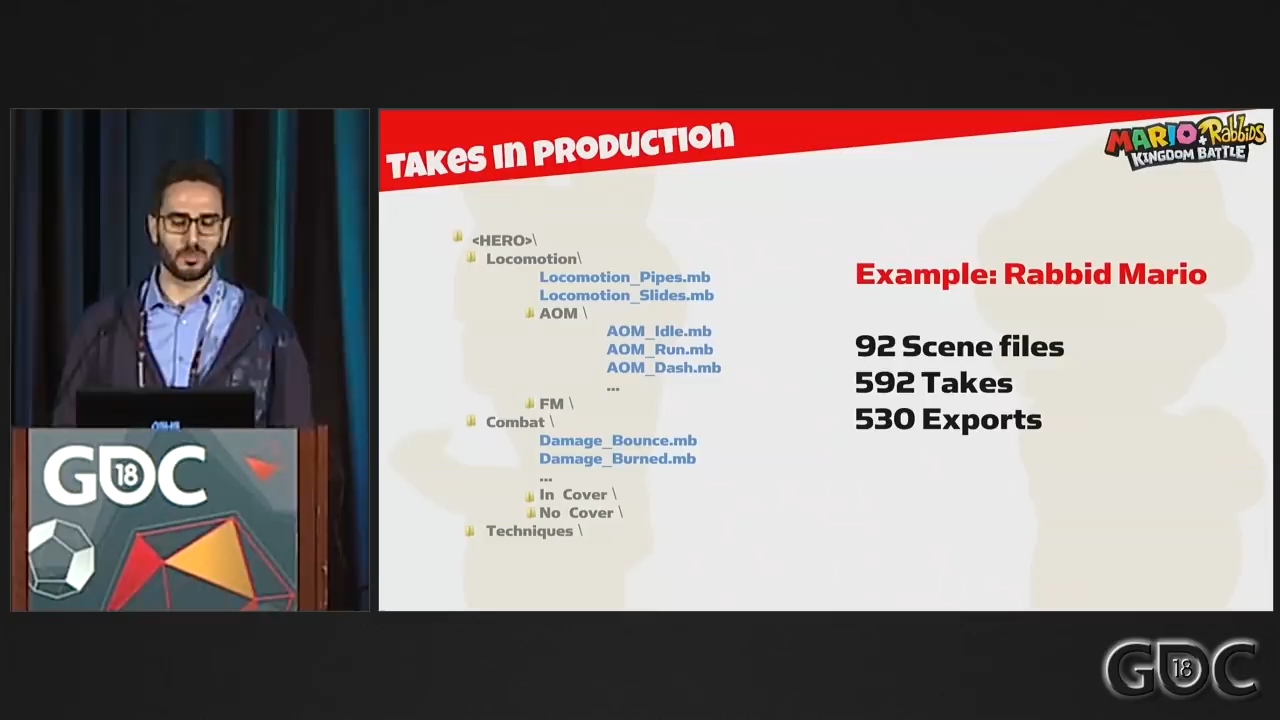 TAKES IN PRODUCTION
MARIO + Rabbids
KINGDOM BATTLE
<HERO>\
Locomotion\
Locomotion_Pipes.mb
Locomotion_Slides.mb
AOM \
AOM_Idle.mb
AOM_Run.mb
AOM_Dash.mb
...
FM \
Combat \
Damage_Bounce.mb
Damage_Burned.mb
...
In Cover \
No Cover \
Techniques \
Example: Rabbid Mario
92 Scene files
592 Takes
530 Exports
GDC 18
GDC 18